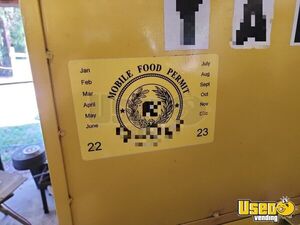 TA
MOBILE FOOD PERMIT
Jan
Feb
Mar
April
May
June
July
Aug
Sept
Oct
Nov
Dec
22
23
Used
vending